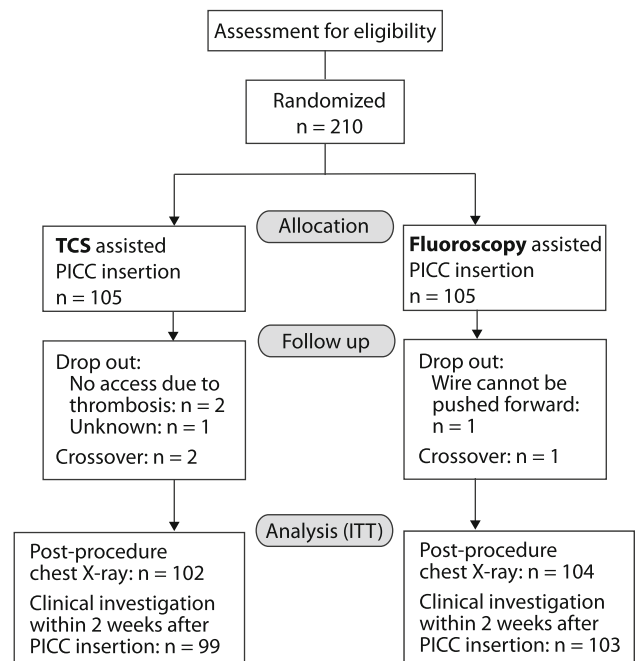 Assessment for eligibility
Randomized
n = 210
Allocation
TCS assisted
PICC insertion
n = 105
Fluoroscopy assisted
PICC insertion
n = 105
Follow up
Drop out:
No access due to
thrombosis: n = 2
Unknown: n = 1
Crossover: n = 2
Drop out:
Wire cannot be
pushed forward:
n = 1
Crossover: n = 1
Analysis (ITT)
Post-procedure
chest X-ray: n = 102
Clinical investigation
within 2 weeks after
PICC insertion: n = 99
Post-procedure
chest X-ray: n = 104
Clinical investigation
within 2 weeks after
PICC insertion: n = 103